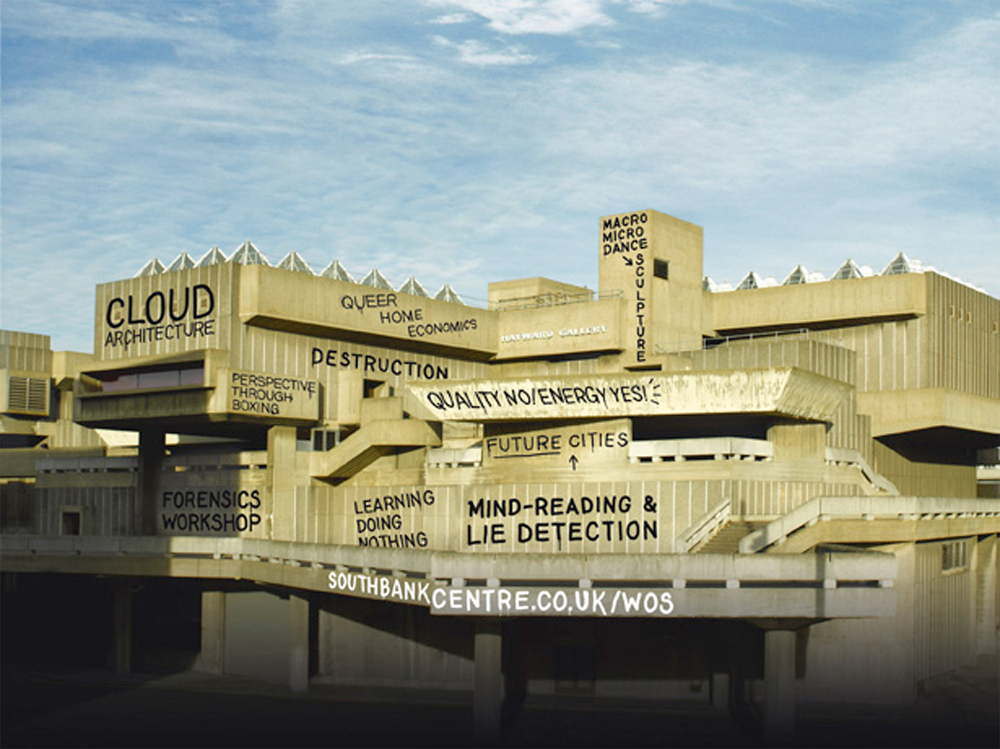 MACRO
MICRO
DANCE
SCULPTURE
CLOUD
ARCHITECTURE
QUEER
HOME
ECONOMICS
HAYWARD GALLERY
DESTRUCTION
PERSPECTIVE
THROUGH
BOXING
QUALITY NO! ENERGY YES!
FUTURE CITIES
FORENSICS
WORKSHOP
LEARNING
DOING
NOTHING
MIND-READING &
LIE DETECTION
SOUTHBANKCENTRE.CO.UK/WOS